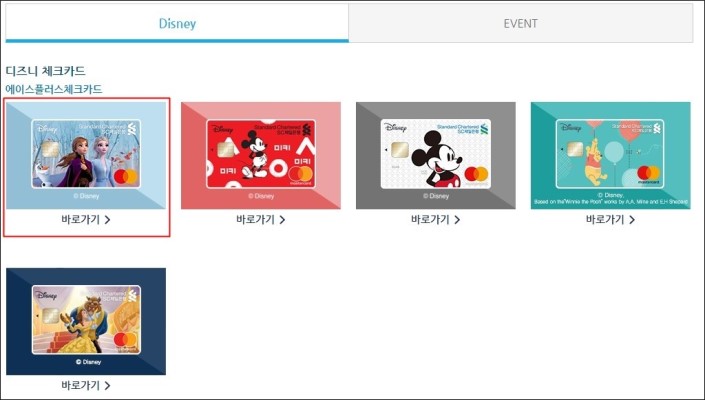 Disney
EVENT
디즈니 체크카드
에이스플러스체크카드
Disney
Standard Chartered
SC제일은행
© Disney
바로가기 >
Disney
Standard Chartered
SC제일은행
미키
미키
미키
mastercard
© Disney
바로가기 >
Disney
Standard Chartered
SC제일은행
© Disney
바로가기 >
Disney
Standard Chartered
SC제일은행
mastercard
© Disney.
Based on the "Winnie the Pooh" works by A.A. Milne and E.H Shepard.
바로가기 >
Disney
Standard Chartered
SC제일은행
© Disney
바로가기 >